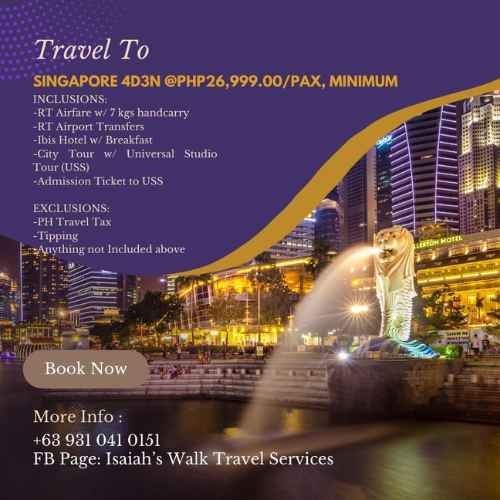 Travel To
SINGAPORE 4D3N @PHP26,999.00/PAX, MINIMUM
INCLUSIONS:
-RT Airfare w/ 7 kgs handcarry
-RT Airport Transfers
-Ibis Hotel w/ Breakfast
-City Tour w/ Universal Studio
Tour (USS)
-Admission Ticket to USS
EXCLUSIONS:
-PH Travel Tax
-Tipping
-Anything not Included above
LLERTON HOTEL
Book Now
More Info :
+63 931 041 0151
FB Page: Isaiah's Walk Travel Services